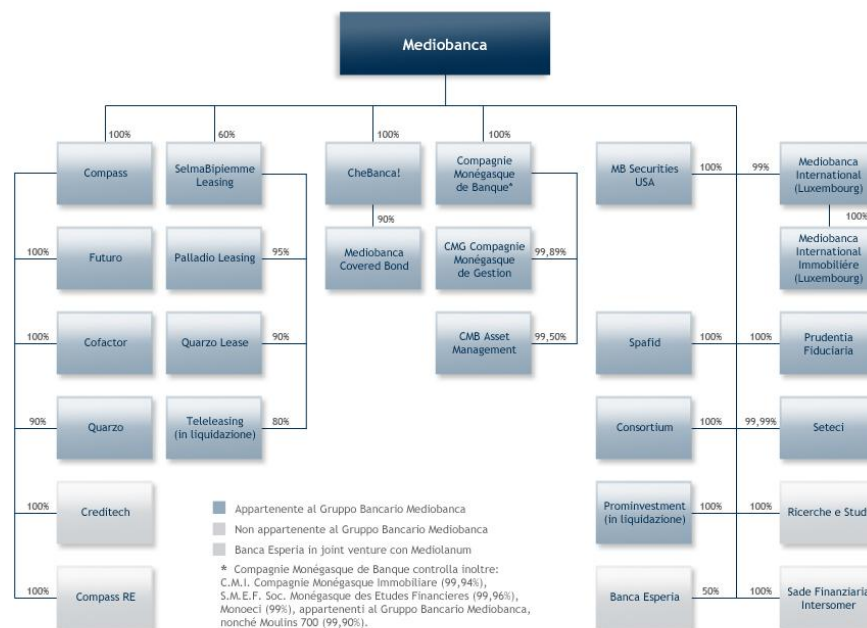 Mediobanca
100%
60%
100%
100%
Compass
SelmaBipiemme
Leasing
CheBanca!
Compagnie
Monégasque
de Banque*
MB Securities
USA
100%
99%
Mediobanca
International
(Luxembourg)
90%
100%
100%
Futuro
Palladio Leasing
95%
Mediobanca
Covered Bond
CMG Compagnie
Monégasque
de Gestion
99,89%
Mediobanca
International
Immobiliére
(Luxembourg)
100%
Cofactor
Quarzo Lease
90%
CMB Asset
Management
99,50%
Spafid
100%
100%
Prudentia
Fiduciaria
90%
Quarzo
Teleleasing
(in liquidazione)
80%
Consortium
100%
99,99%
Seteci
100%
Creditech
Prominvestment
(in liquidazione)
100%
100%
Ricerche e Stud
100%
Compass RE
Banca Esperia
50%
100%
Sade Finanziaria
Intersomer
Appartenente al Gruppo Bancario Mediobanca
Non appartenente al Gruppo Bancario Mediobanca
Banca Esperia in joint venture con Mediolanum
* Compagnie Monégasque de Banque controlla inoltre:
C.M.I. Compagnie Monégasque Immobiliare (99,94%),
S.M.E.F. Soc. Monégasque des Etudes Financieres (99,96%),
Monoeci (99%), appartenenti al Gruppo Bancario Mediobanca,
nonché Moulins 700 (99,90%).